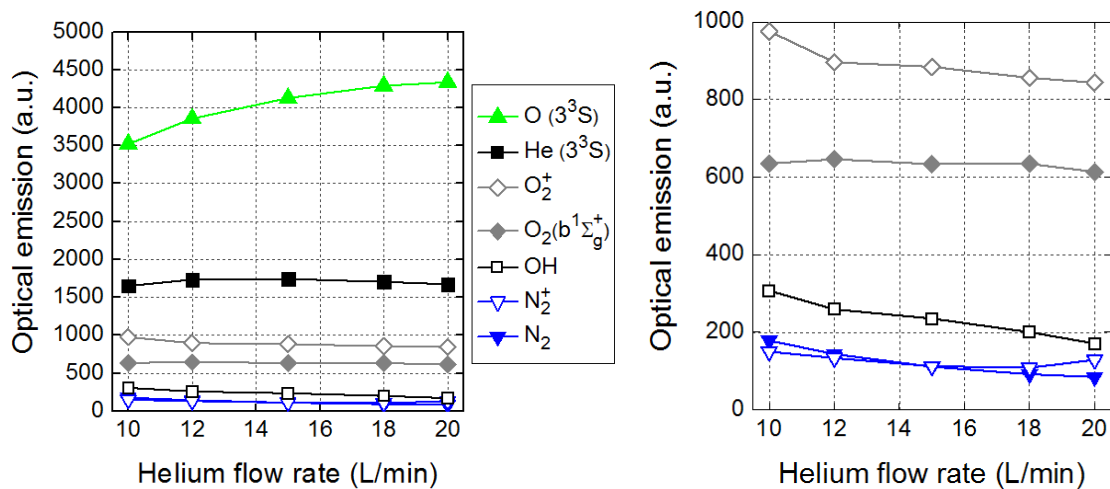 5000
4500
4000
3500
3000
2500
2000
1500
1000
500
0
Optical emission (a.u.)
10 12 14 16 18 20
Helium flow rate (L/min)
O (3³S)
He (3³S)
O₂⁺
O₂(b¹Σg⁺)
OH
N₂⁺
N₂
1000
800
600
400
200
0
Optical emission (a.u.)
10 12 14 16 18 20
Helium flow rate (L/min)